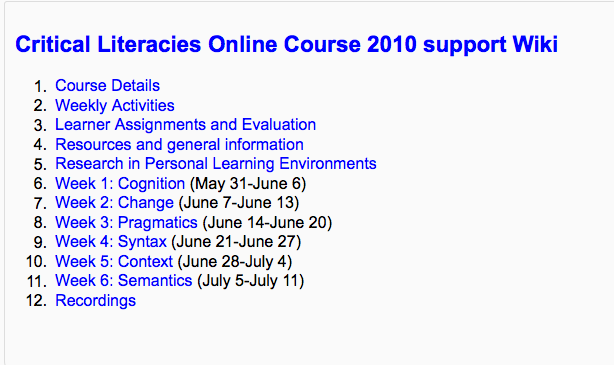 Critical Literacies Online Course 2010 support Wiki
1. Course Details
2. Weekly Activities
3. Learner Assignments and Evaluation
4. Resources and general information
5. Research in Personal Learning Environments
6. Week 1: Cognition (May 31-June 6)
7. Week 2: Change (June 7-June 13)
8. Week 3: Pragmatics (June 14-June 20)
9. Week 4: Syntax (June 21-June 27)
10. Week 5: Context (June 28-July 4)
11. Week 6: Semantics (July 5-July 11)
12. Recordings